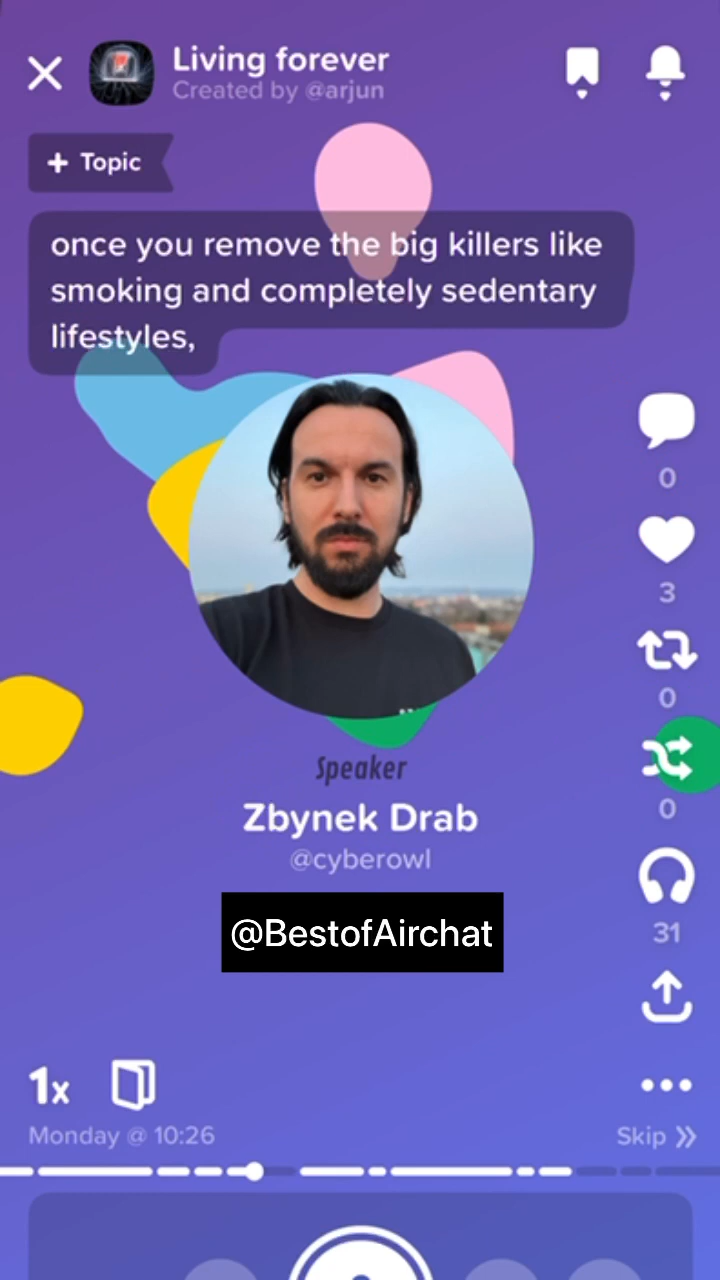 Living forever
Created by @arjun
+ Topic
once you remove the big killers like
smoking and completely sedentary
lifestyles,
0
3
0
0
31
Speaker
Zbynek Drab
@cyberowl
@BestofAirchat
1x
Monday @ 10:26
Skip